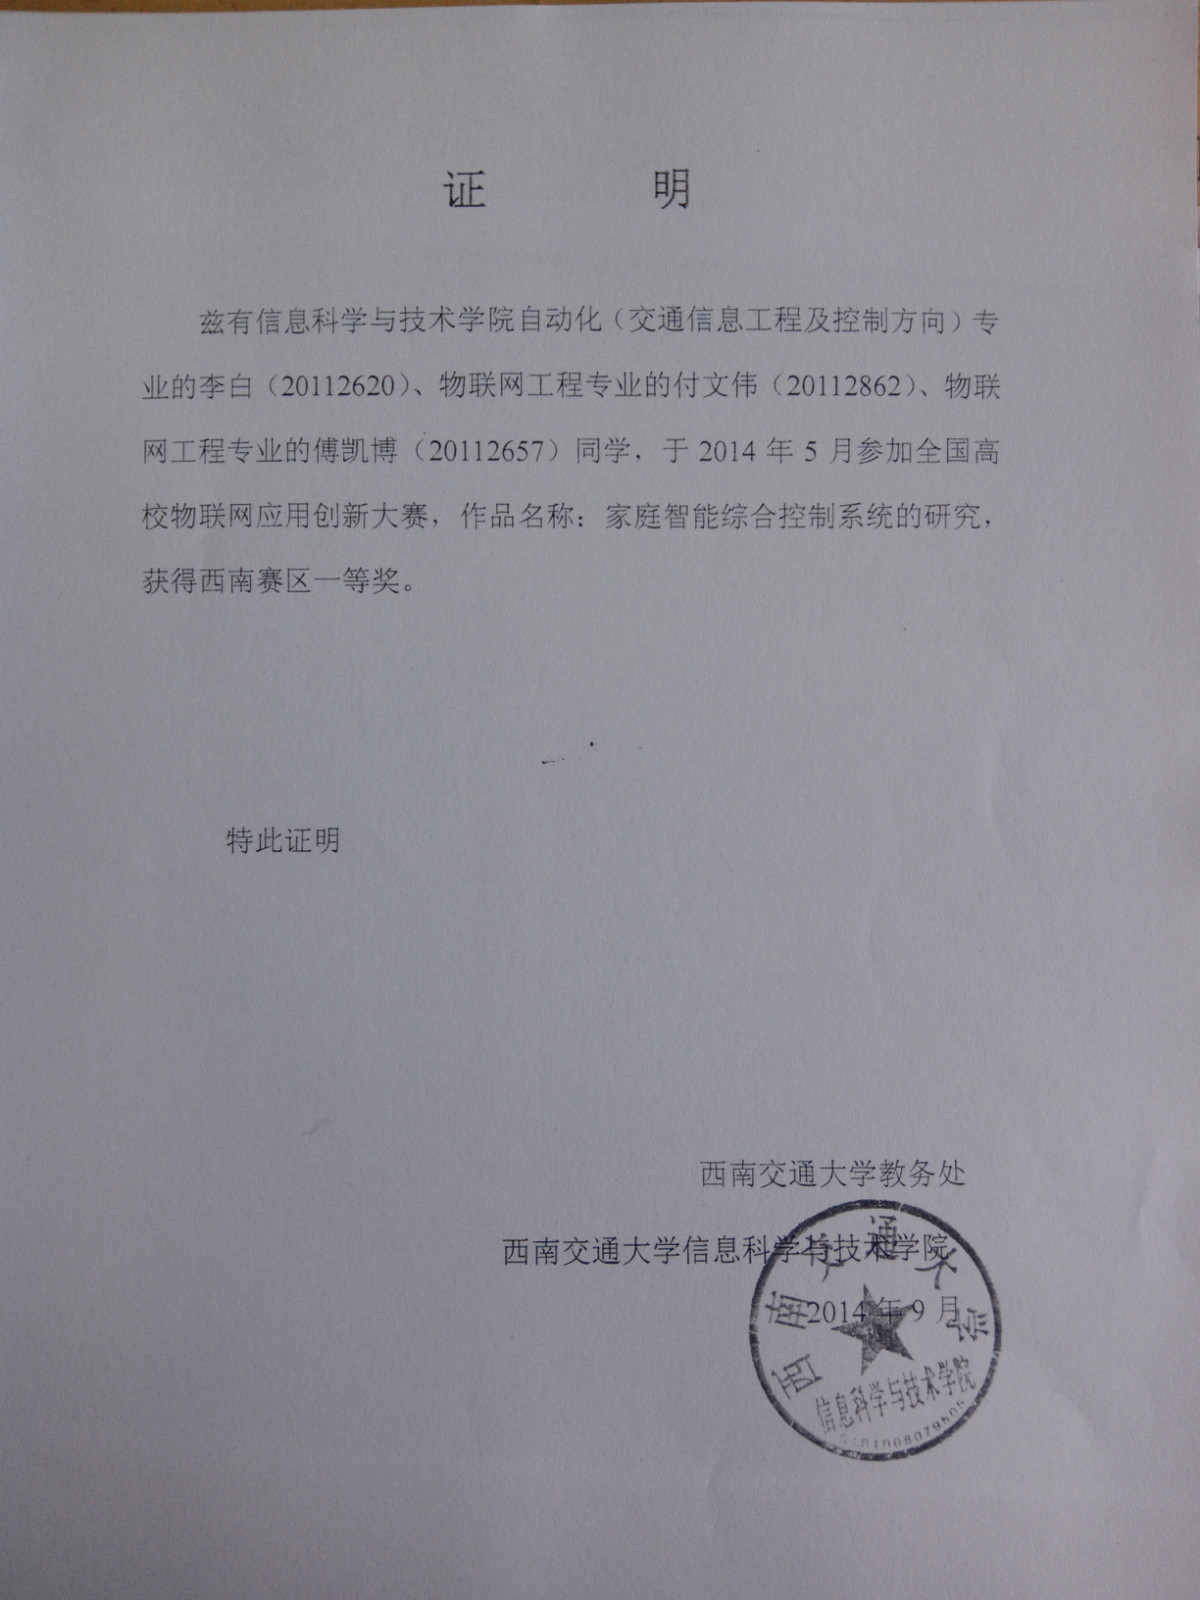 证 明
兹有信息科学与技术学院自动化（交通信息工程及控制方向）专
业的李白（20112620）、物联网工程专业的付文伟（20112862）、物联
网工程专业的傅凯博（20112657）同学，于 2014 年 5 月参加全国高
校物联网应用创新大赛，作品名称：家庭智能综合控制系统的研究，
获得西南赛区一等奖。
特此证明
西南交通大学教务处
西南交通大学信息科学与技术学院
2014 年 9 月
西南交通大学
信息科学与技术学院